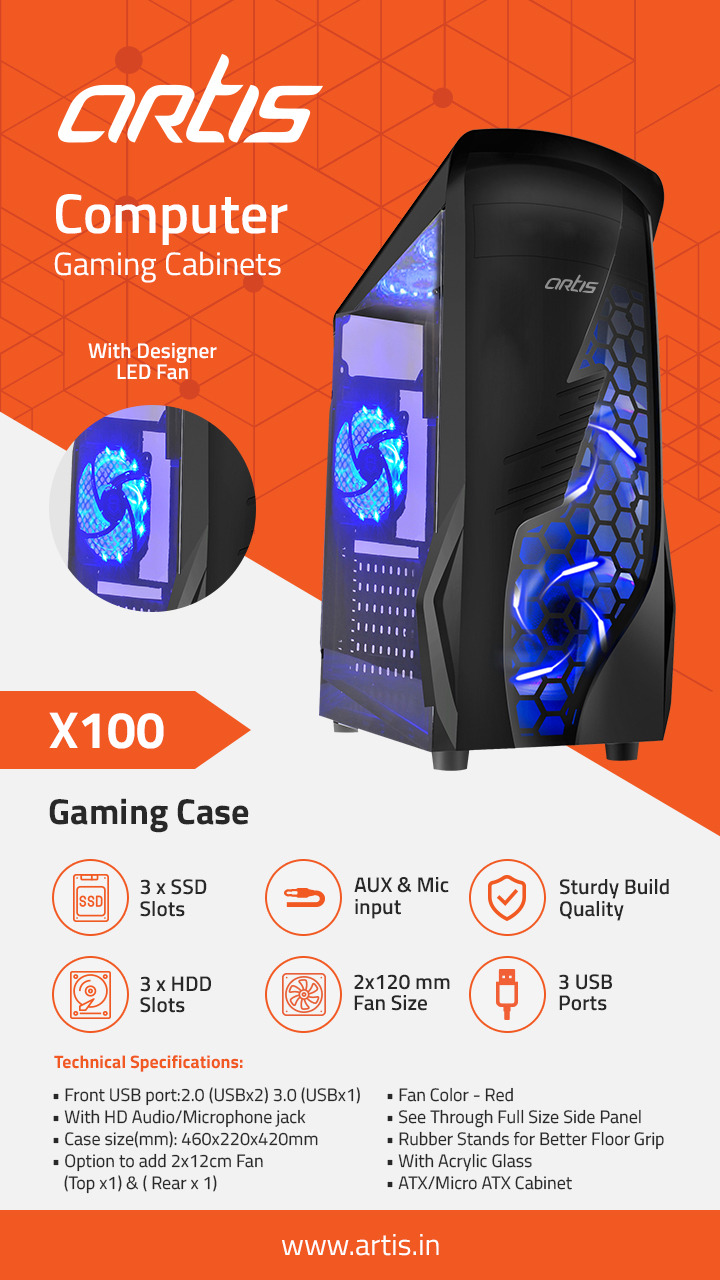 artis
Computer
Gaming Cabinets
With Designer
LED Fan
artis
X100
Gaming Case
SSD
3 x SSD
Slots
AUX & Mic
input
Sturdy Build
Quality
3 x HDD
Slots
2x120 mm
Fan Size
3 USB
Ports
Technical Specifications:
▪ Front USB port:2.0 (USBx2) 3.0 (USBx1)
▪ With HD Audio/Microphone jack
▪ Case size(mm): 460x220x420mm
▪ Option to add 2x12cm Fan
(Top x1) & ( Rear x 1)
▪ Fan Color - Red
▪ See Through Full Size Side Panel
▪ Rubber Stands for Better Floor Grip
▪ With Acrylic Glass
▪ ATX/Micro ATX Cabinet
www.artis.in